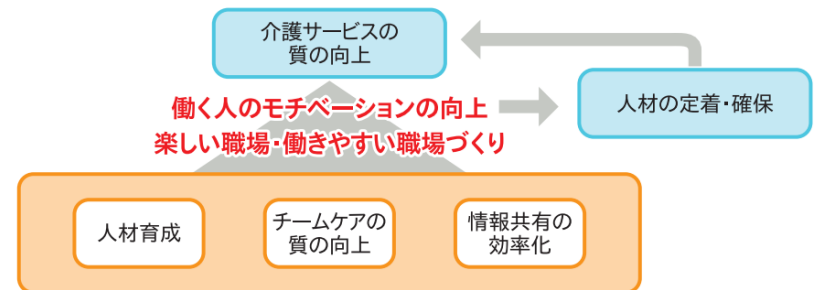 介護サービスの
質の向上
働く人のモチベーションの向上
楽しい職場・働きやすい職場づくり
人材の定着・確保
人材育成
チームケアの
質の向上
情報共有の
効率化